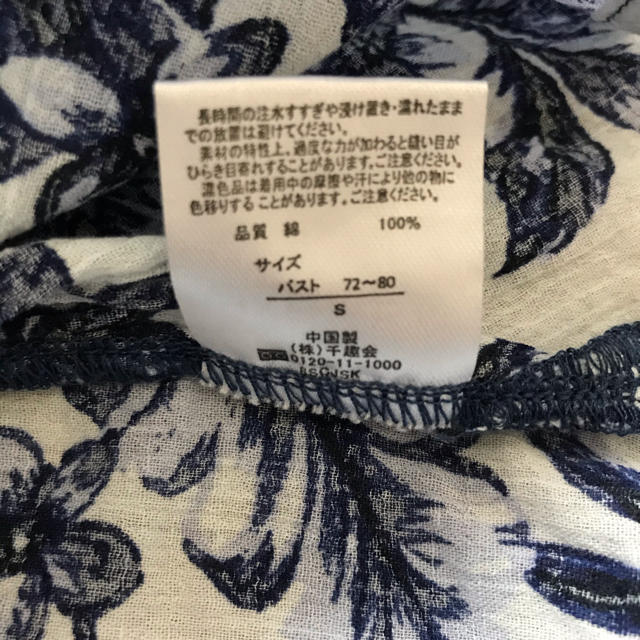 長時間の注水すすぎや浸け置き・濡れたまま
での放置は避けてください。
素材の特性上、過度な力が加わると縫い目が
ひらき目寄れすることがあります。ご注意ください。
濃色品は着用中の摩擦や汗により他の物に
色移りすることがあります。ご注意ください。
品質 綿 100%
サイズ
バスト 72〜80
S
中国製
(株)千趣会
0120-11-1000